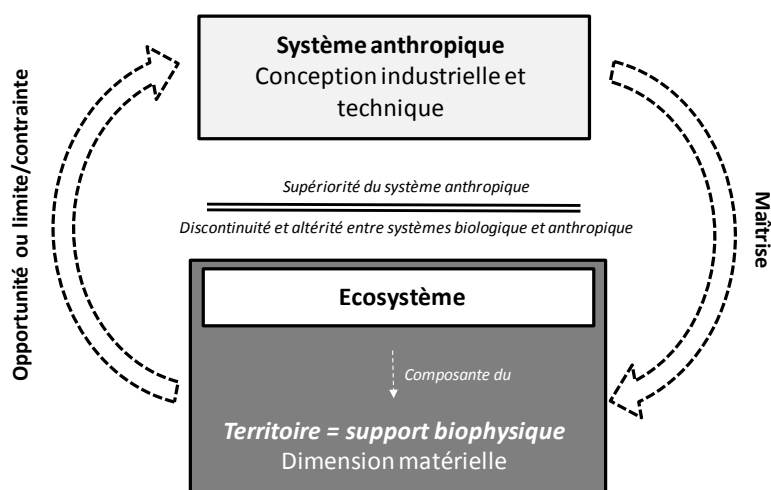 Système anthropique
Conception industrielle et
technique
Opportunité ou limite/contrainte
Supériorité du système anthropique
Discontinuité et altérité entre systèmes biologique et anthropique
Maîtrise
Ecosystème
Composante du
Territoire = support biophysique
Dimension matérielle